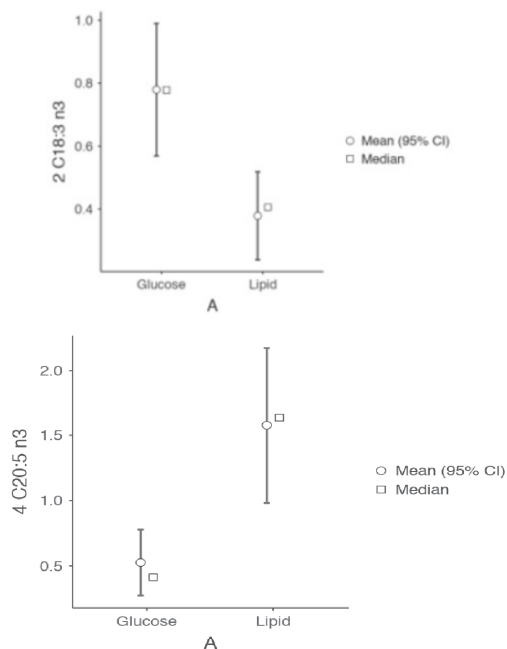 1.0
0.8
0.6
0.4
2 C18:3 n3
Mean (95% CI)
Median
Glucose
Lipid
A
2.0
1.5
1.0
0.5
4 C20:5 n3
Mean (95% CI)
Median
Glucose
Lipid
A